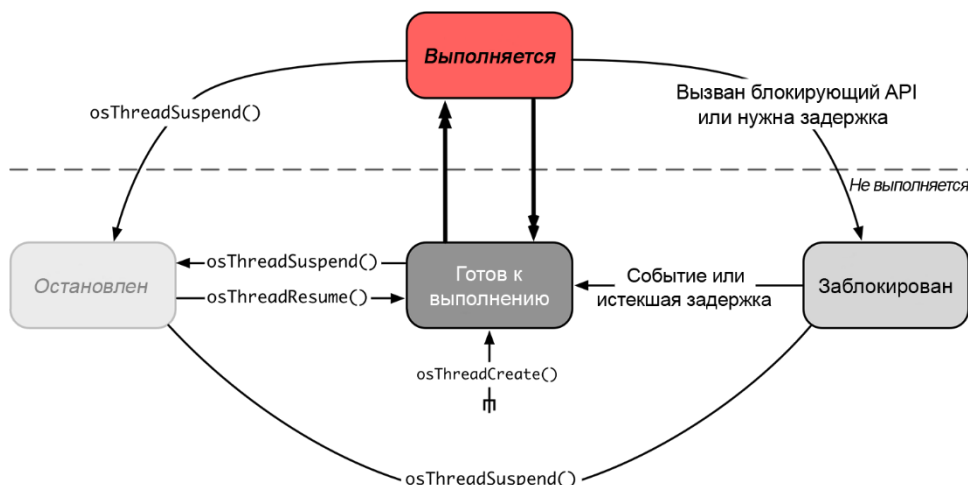 Выполняется
osThreadSuspend()
Вызван блокирующий API
или нужна задержка
Не выполняется
Остановлен
osThreadSuspend()
osThreadResume()
Готов к
выполнению
Событие или
истекшая задержка
Заблокирован
osThreadCreate()
osThreadSuspend()